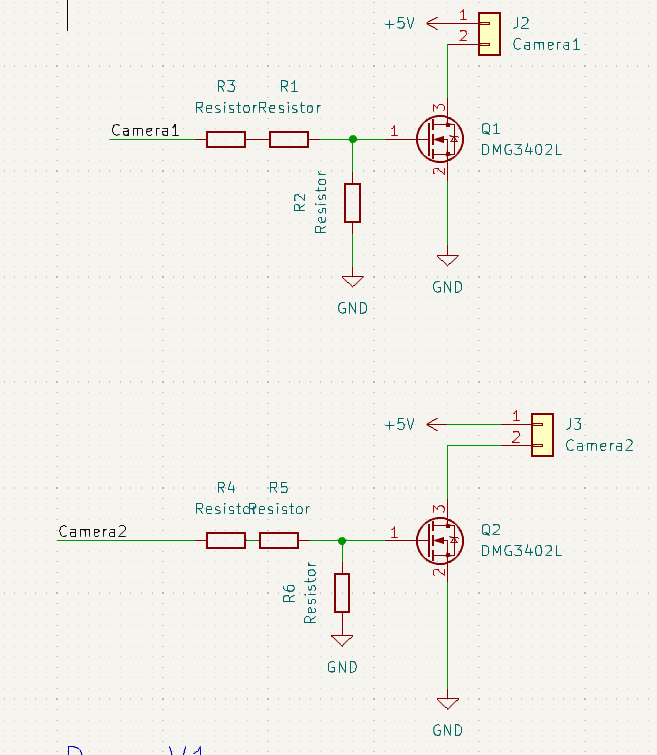 +5V
1
J2
2
Camera1
R3
R1
Resistor
Resistor
3
Camera1
1
Q1
DMG3402L
2
R2
Resistor
GND
GND
+5V
1
J3
2
Camera2
R4
R5
Resistor
Resistor
3
Camera2
1
Q2
DMG3402L
2
R6
Resistor
GND
GND